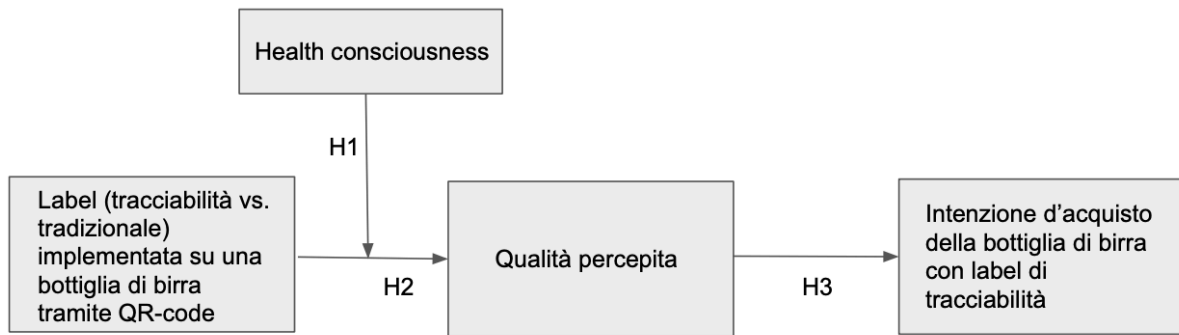 Health consciousness
H1
Label (tracciabilità vs.
tradizionale)
implementata su una
bottiglia di birra
tramite QR-code
H2
Qualità percepita
H3
Intenzione d’acquisto
della bottiglia di birra
con label di
tracciabilità